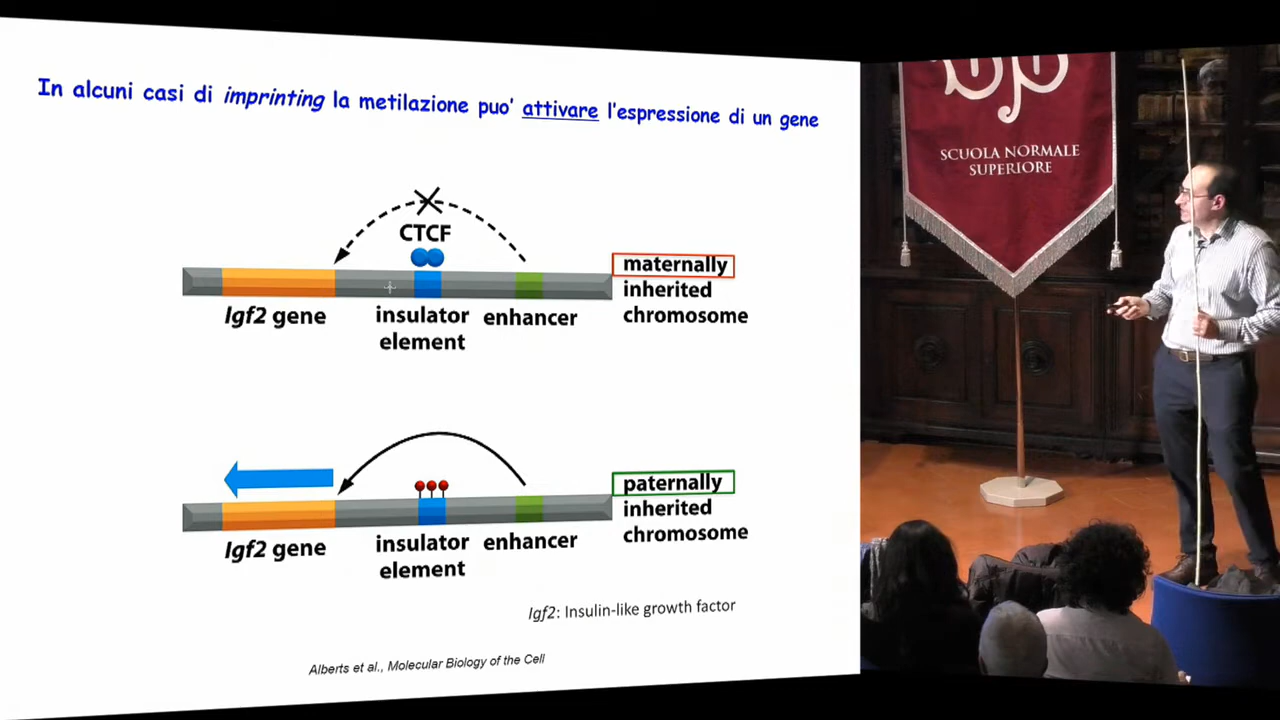 In alcuni casi di imprinting la metilazione puo' attivare l'espressione di un gene
CTCF
Igf2 gene
insulator
element
enhancer
maternally
inherited
chromosome
Igf2 gene
insulator
element
enhancer
paternally
inherited
chromosome
Igf2: Insulin-like growth factor
Alberts et al., Molecular Biology of the Cell
SCUOLA NORMALE
SUPERIORE